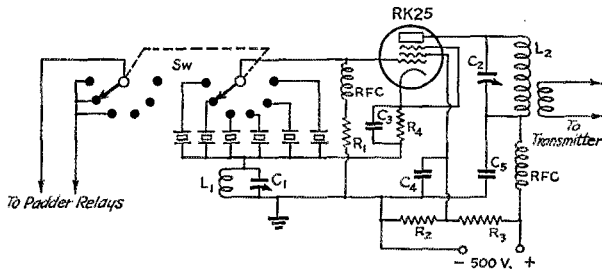 RK25
Sw
L2
C2
RFC
C3
R4
R1
To
Transmitter
C5
L1
C1
C4
RFC
To Padder Relays
R2
R3
- 500 V. +